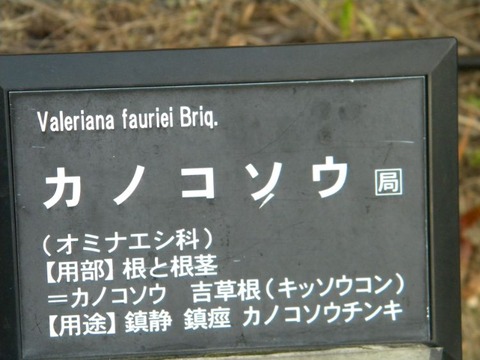 Valeriana fauriei Briq.
カノコソウ 局
(オミナエシ科)
【用部】根と根茎
=カノコソウ 吉草根(キッソウコン)
【用途】鎮静 鎮痙 カノコソウチンキ